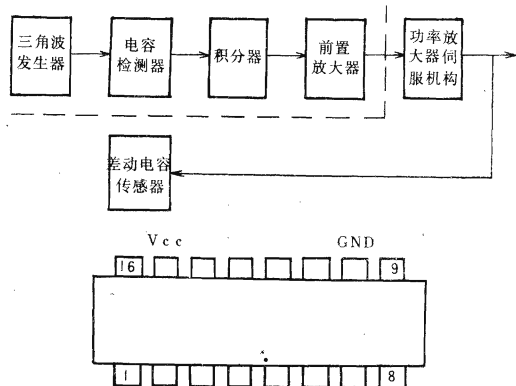 三角波
发生器
电容
检测器
积分器
前置
放大器
功率放
大器伺
服机构
差动电容
传感器
Vcc
GND
16
9
1
8